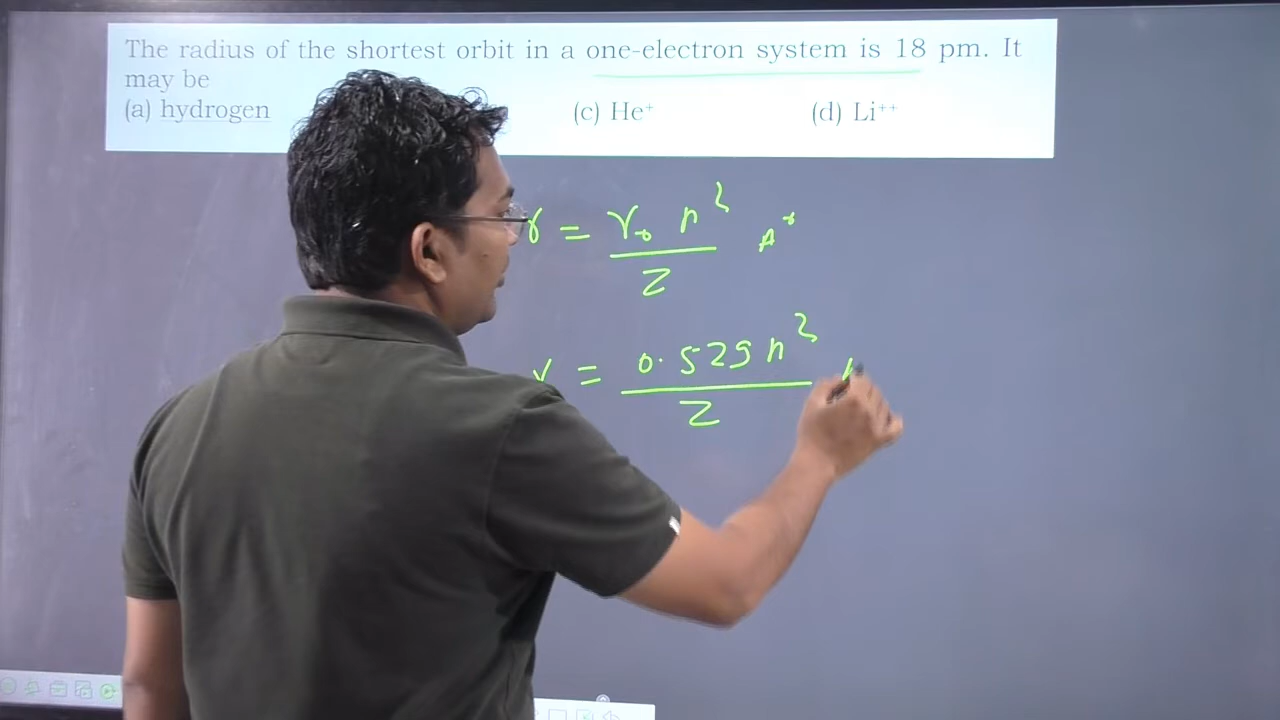 The radius of the shortest orbit in a one-electron system is 18 pm. It
may be
(a) hydrogen (c) He⁺ (d) Li⁺⁺
r = r₀ n² / Z A°
r = 0.529 n² / Z